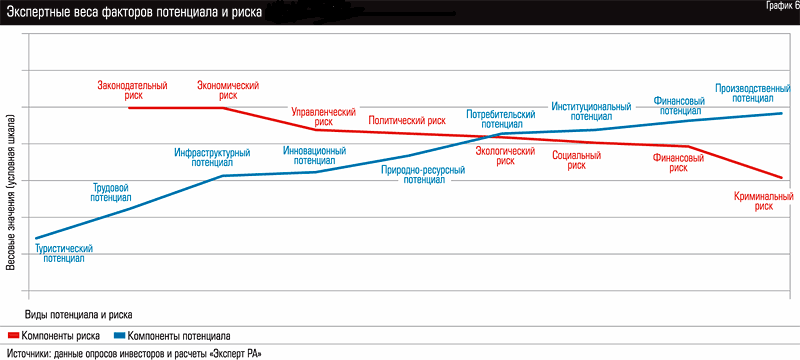 Экспертные веса факторов потенциала и риска
График 6
Весовые значения (условная шкала)
Законодательный
риск
Экономический
риск
Управленческий
риск
Политический риск
Потребительский
потенциал
Институциональный
потенциал
Финансовый
потенциал
Производственный
потенциал
Инфраструктурный
потенциал
Инновационный
потенциал
Природно-ресурсный
потенциал
Экологический
риск
Социальный
риск
Финансовый
риск
Криминальный
риск
Трудовой
потенциал
Туристический
потенциал
Виды потенциала и риска
Компоненты риска
Компоненты потенциала
Источники: данные опросов инвесторов и расчеты «Эксперт РА»